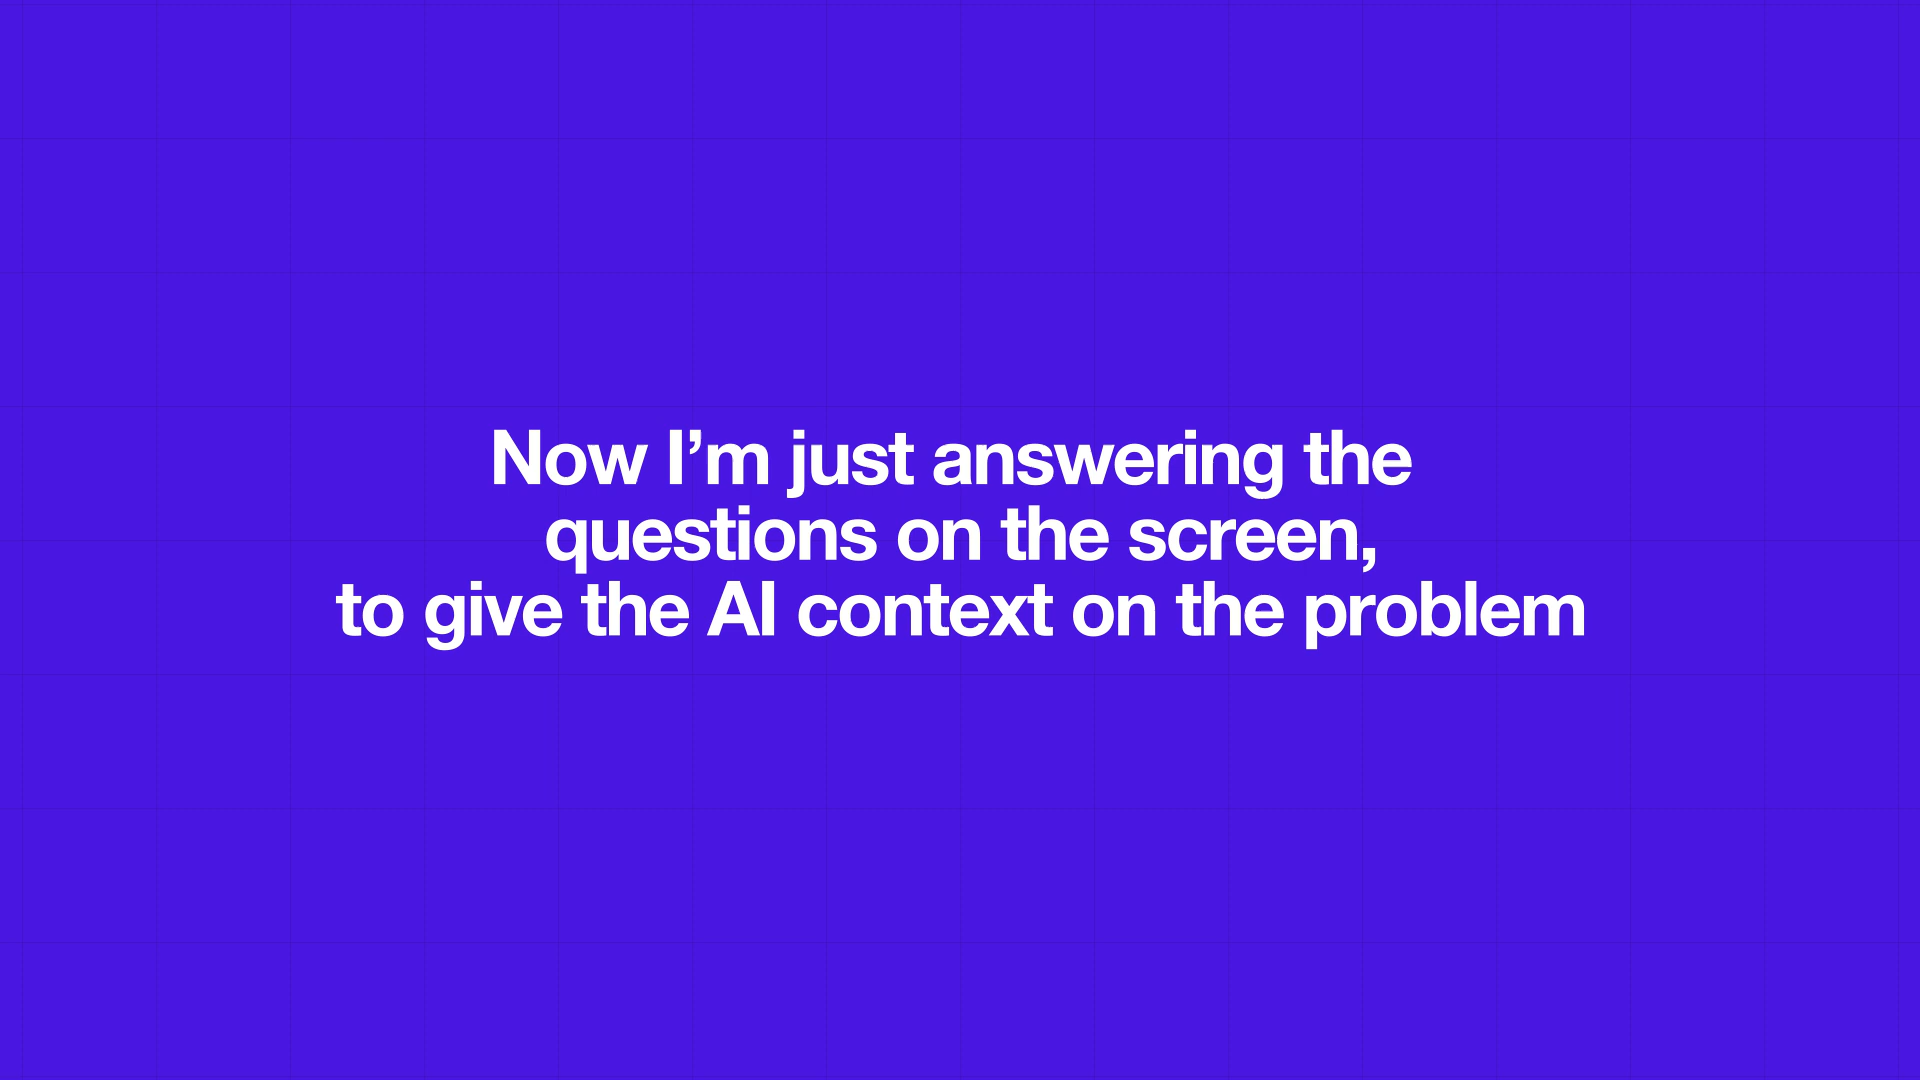 Now I’m just answering the
questions on the screen,
to give the AI context on the problem